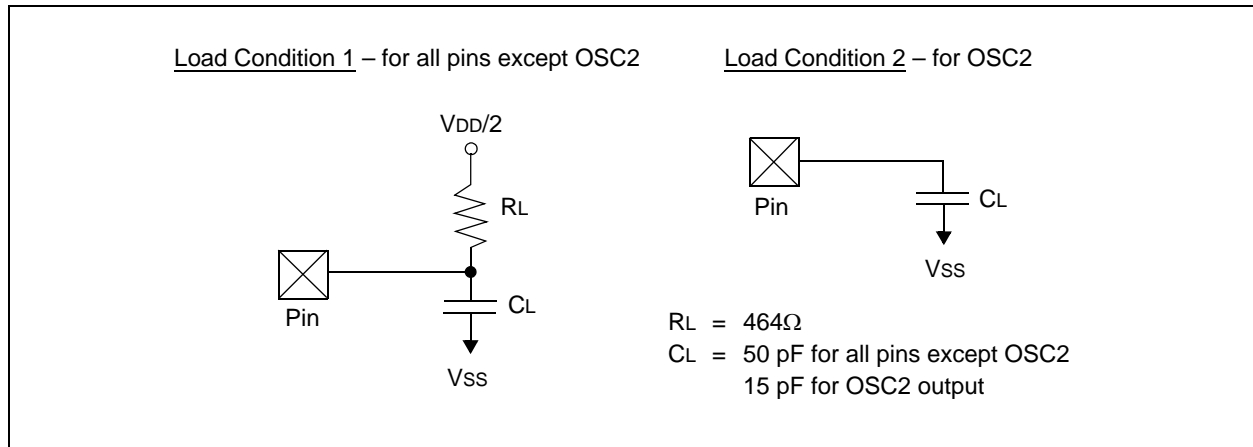 Load Condition 1 – for all pins except OSC2
VDD/2
RL
Pin
CL
VSS
Load Condition 2 – for OSC2
Pin
CL
VSS
RL = 464Ω
CL = 50 pF for all pins except OSC2
15 pF for OSC2 output